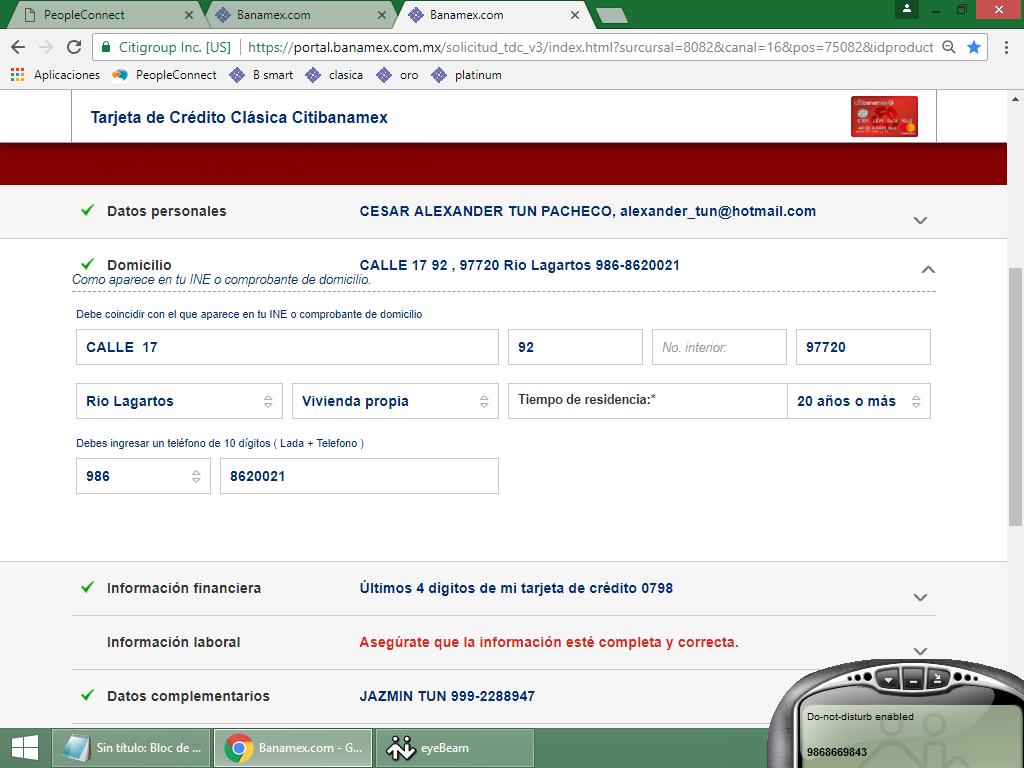 PeopleConnect
Banamex.com
Banamex.com
Citigroup Inc. [US] https://portal.banamex.com.mx/solicitud_tdc_v3/index.html?surcursal=8082&canal=16&pos=75082&idproduct
Aplicaciones PeopleConnect B smart clasica oro platinum
Tarjeta de Crédito Clásica Citibanamex
Datos personales CESAR ALEXANDER TUN PACHECO, alexander_tun@hotmail.com
Domicilio CALLE 17 92 , 97720 Rio Lagartos 986-8620021
Como aparece en tu INE o comprobante de domicilio.
Debe coincidir con el que aparece en tu INE o comprobante de domicilio
CALLE 17 92 No. interior: 97720
Rio Lagartos Vivienda propia Tiempo de residencia:* 20 años o más
Debes ingresar un teléfono de 10 dígitos ( Lada + Telefono )
986 8620021
Información financiera Últimos 4 dígitos de mi tarjeta de crédito 0798
Información laboral Asegúrate que la información esté completa y correcta.
Datos complementarios JAZMIN TUN 999-2288947
Do-not-disturb enabled
9868669843
Sin título: Bloc de ... Banamex.com - G... eyeBeam